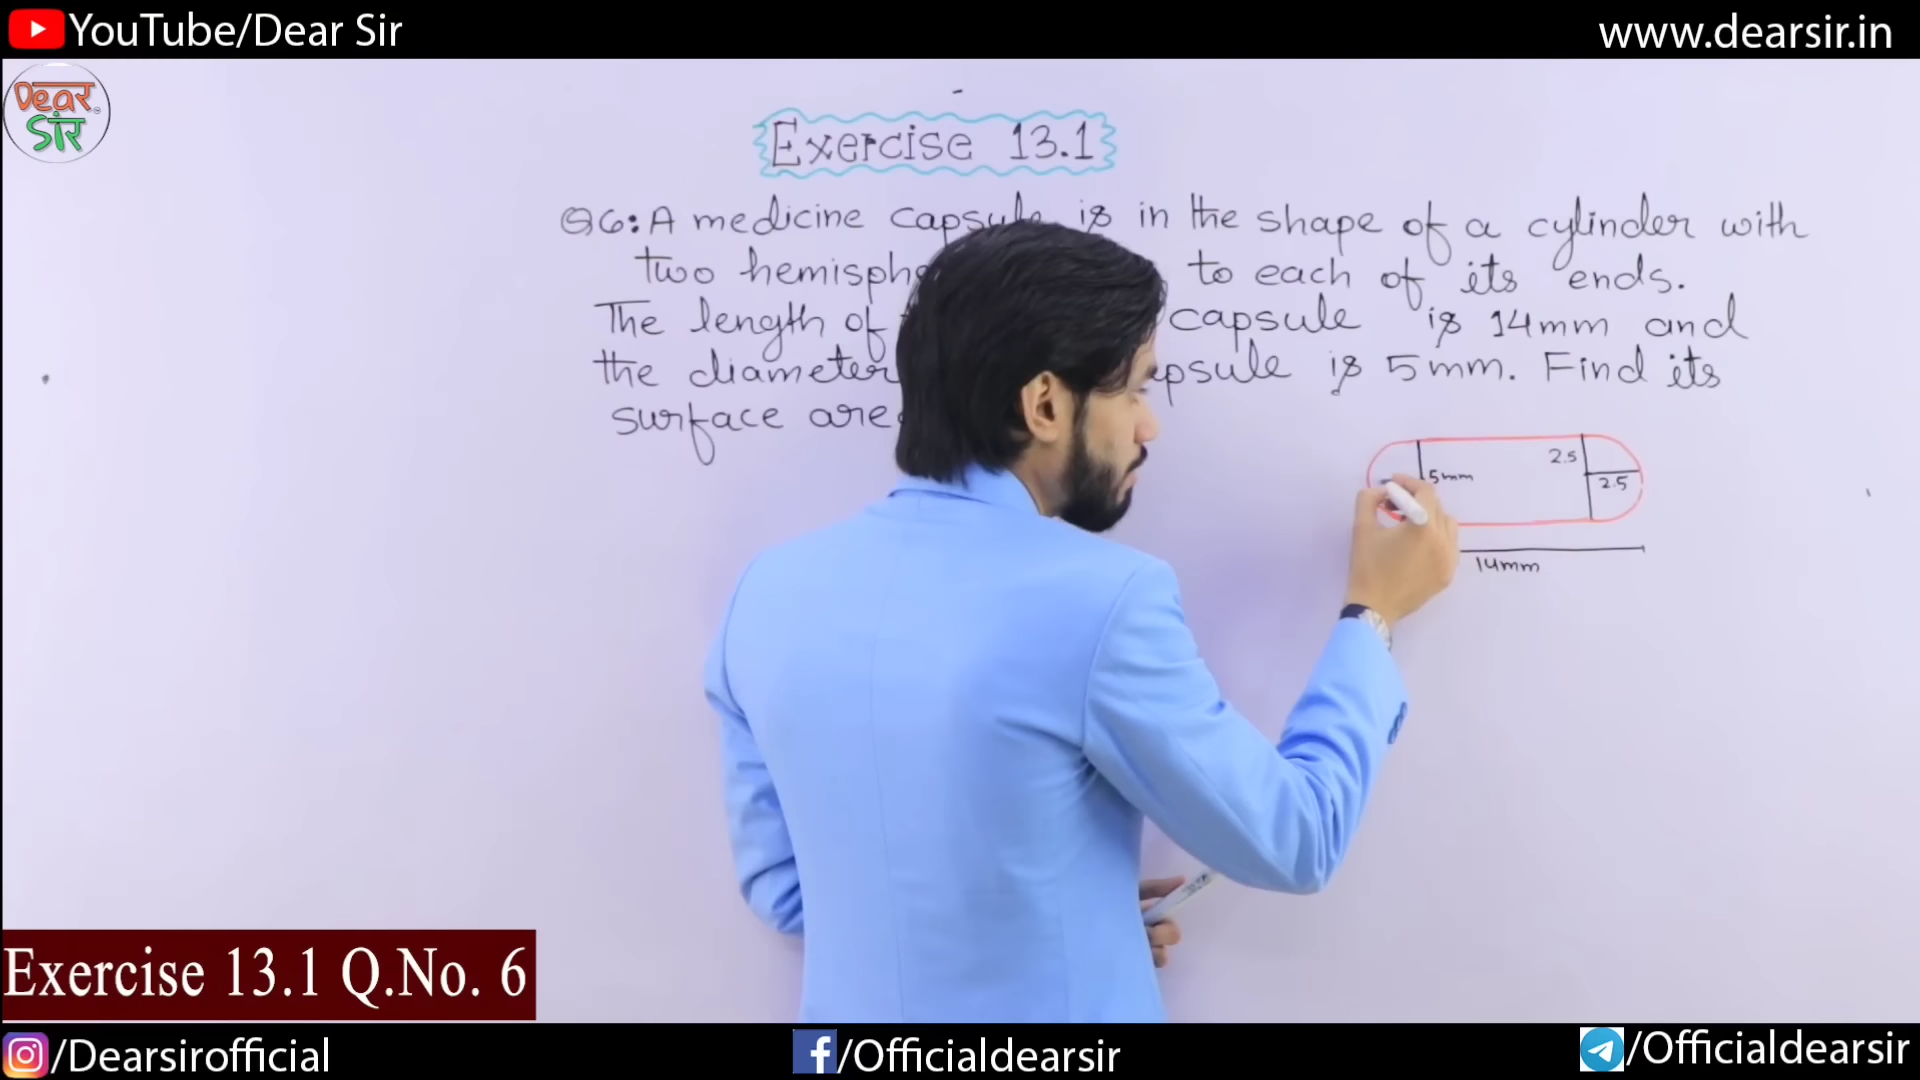 YouTube/Dear Sir
www.dearsir.in
Dear
सर
Exercise 13.1
Q6: A medicine capsule is in the shape of a cylinder with
two to each of its ends.
The length of capsule is 14mm and
the diameter is 5mm. Find its
surface
5mm
2.5
2.5
14mm
Exercise 13.1 Q.No. 6
/Dearsirofficial
/Officialdearsir
/Officialdearsir